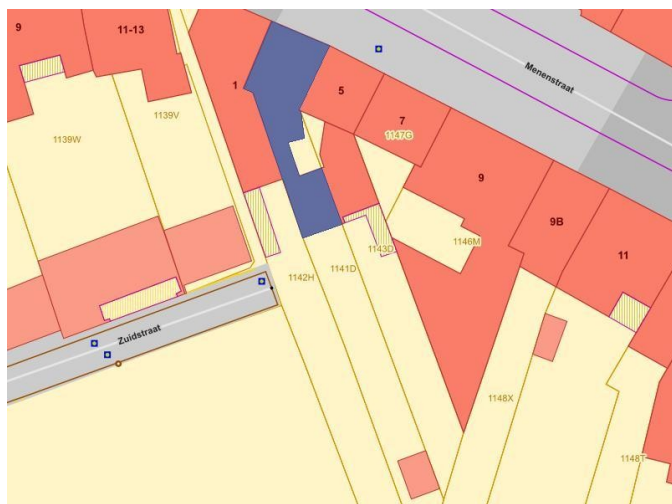 9
11-13
Menenstraat
1
5
7
1147G
1139V
1139W
9
9B
11
1146M
1143D
1141D
1142H
Zuidstraat
1148X
1148T